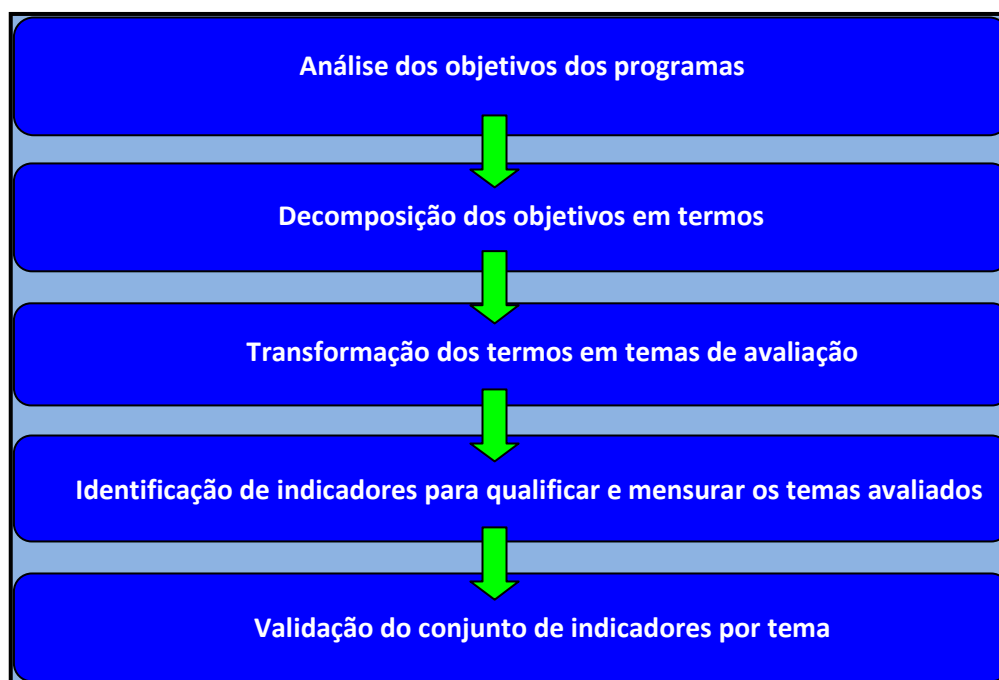 Análise dos objetivos dos programas
Decomposição dos objetivos em termos
Transformação dos termos em temas de avaliação
Identificação de indicadores para qualificar e mensurar os temas avaliados
Validação do conjunto de indicadores por tema